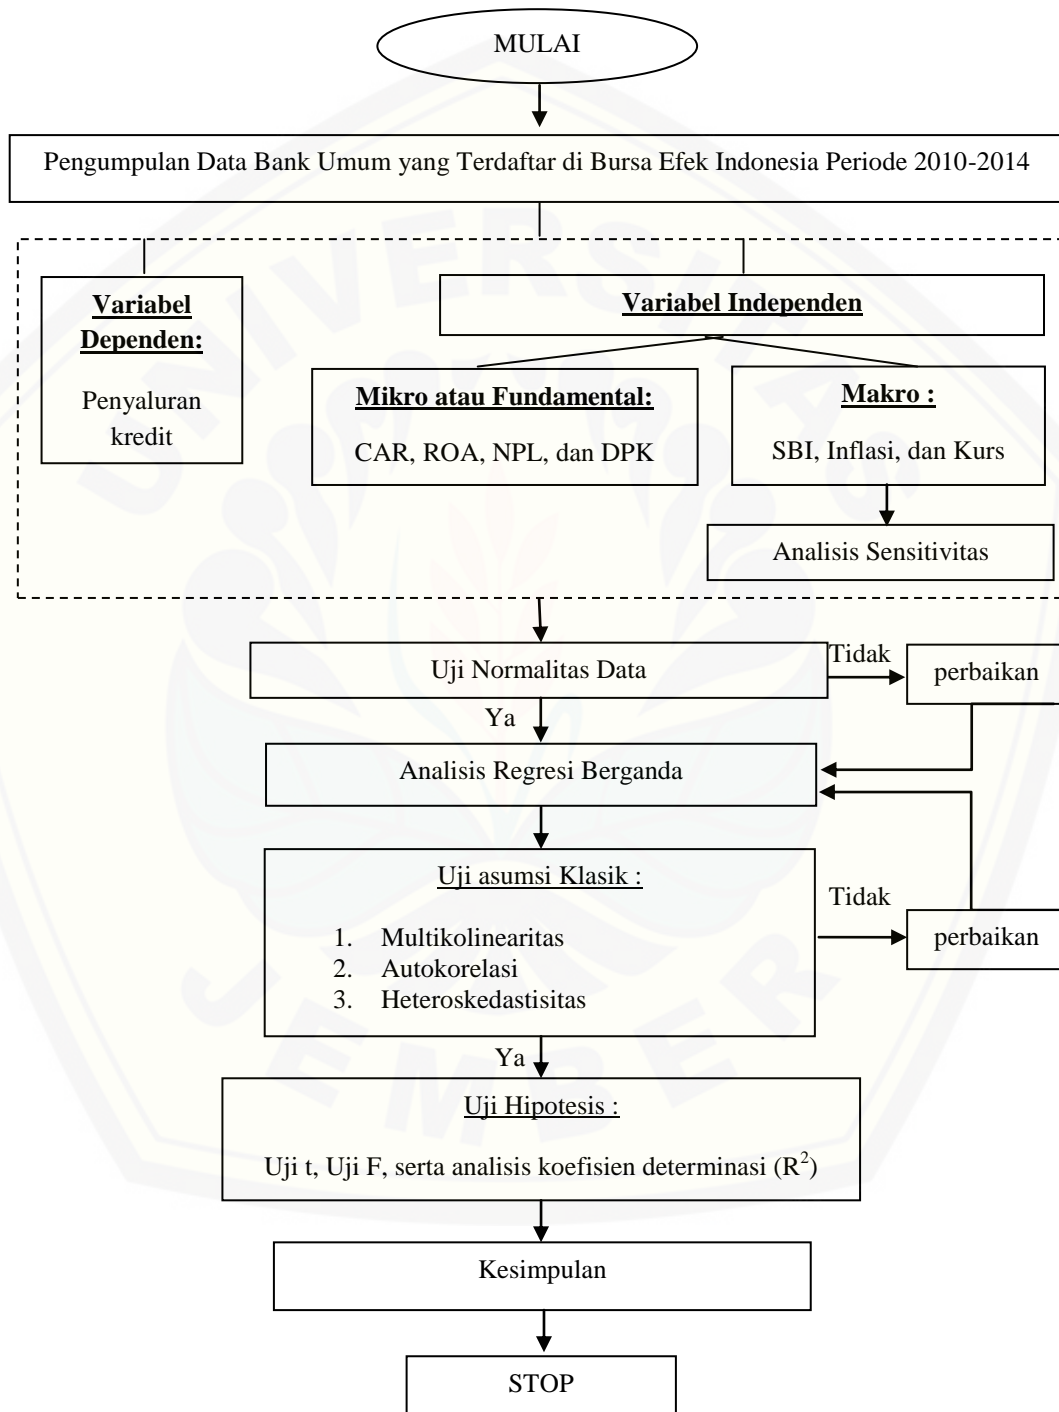 MULAI
Pengumpulan Data Bank Umum yang Terdaftar di Bursa Efek Indonesia Periode 2010-2014
Variabel
Dependen:
Penyaluran
kredit
Variabel Independen
Mikro atau Fundamental:
CAR, ROA, NPL, dan DPK
Makro :
SBI, Inflasi, dan Kurs
Analisis Sensitivitas
Uji Normalitas Data
Tidak
perbaikan
Ya
Analisis Regresi Berganda
Uji asumsi Klasik :
1. Multikolinearitas
2. Autokorelasi
3. Heteroskedastisitas
Tidak
perbaikan
Ya
Uji Hipotesis :
Uji t, Uji F, serta analisis koefisien determinasi (R²)
Kesimpulan
STOP
UNIVERSITAS
JEMBER